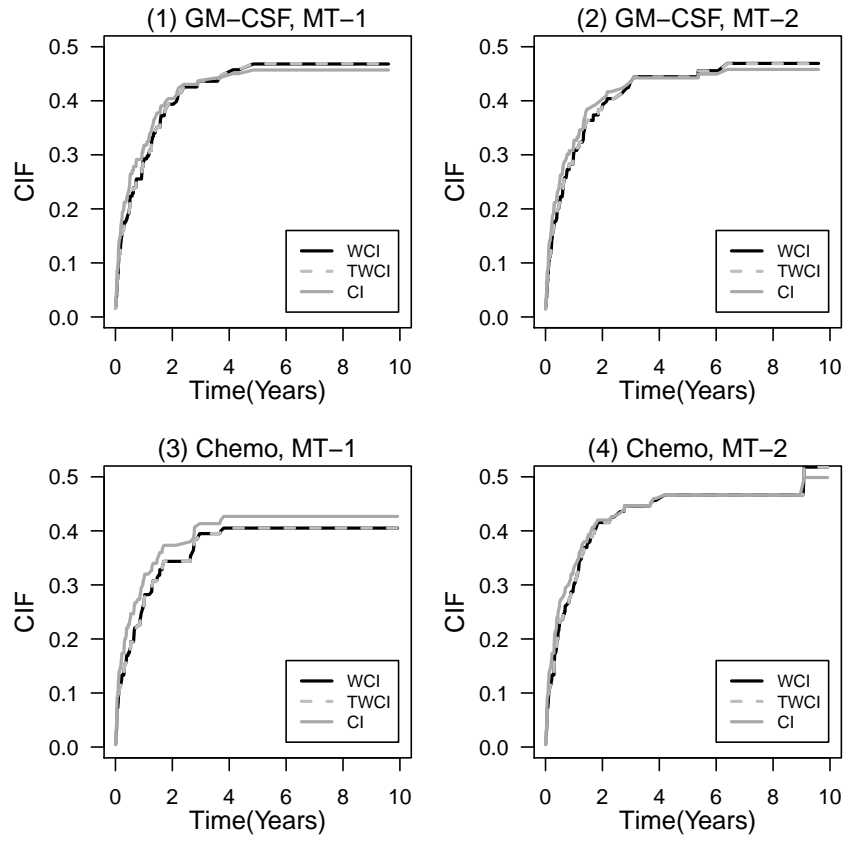 (1) GM−CSF, MT−1
0.5
0.4
0.3
0.2
0.1
0.0
CIF
WCI
TWCI
CI
0 2 4 6 8 10
Time(Years)
(2) GM−CSF, MT−2
0.5
0.4
0.3
0.2
0.1
0.0
CIF
WCI
TWCI
CI
0 2 4 6 8 10
Time(Years)
(3) Chemo, MT−1
0.5
0.4
0.3
0.2
0.1
0.0
CIF
WCI
TWCI
CI
0 2 4 6 8 10
Time(Years)
(4) Chemo, MT−2
0.5
0.4
0.3
0.2
0.1
0.0
CIF
WCI
TWCI
CI
0 2 4 6 8 10
Time(Years)